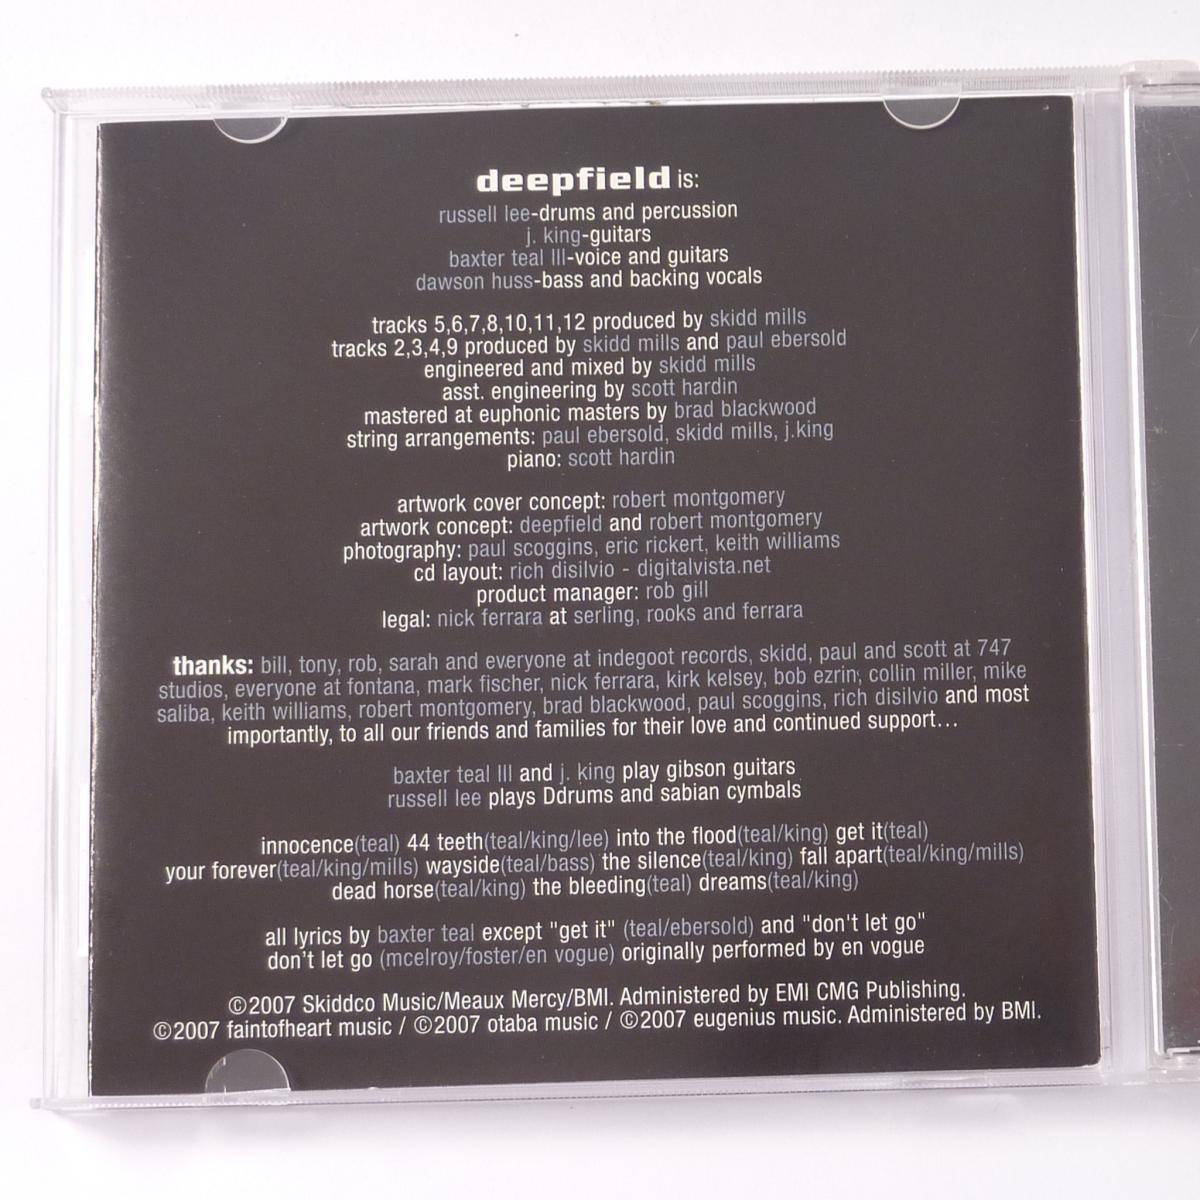 deepfield is:
russell lee-drums and percussion
j. king-guitars
baxter teal III-voice and guitars
dawson huss-bass and backing vocals
tracks 5,6,7,8,10,11,12 produced by skidd mills
tracks 2,3,4,9 produced by skidd mills and paul ebersold
engineered and mixed by skidd mills
asst. engineering by scott hardin
mastered at euphonic masters by brad blackwood
string arrangements: paul ebersold, skidd mills, j.king
piano: scott hardin
artwork cover concept: robert montgomery
artwork concept: deepfield and robert montgomery
photography: paul scoggins, eric rickert, keith williams
cd layout: rich disilvio - digitalvista.net
product manager: rob gill
legal: nick ferrara at serling, rooks and ferrara
thanks: bill, tony, rob, sarah and everyone at indegoot records, skidd, paul and scott at 747
studios, everyone at fontana, mark fischer, nick ferrara, kirk kelsey, bob ezrin, collin miller, mike
saliba, keith williams, robert montgomery, brad blackwood, paul scoggins, rich disilvio and most
importantly, to all our friends and families for their love and continued support...
baxter teal III and j. king play gibson guitars
russell lee plays Ddrums and sabian cymbals
innocence(teal) 44 teeth(teal/king/lee) into the flood(teal/king) get it(teal)
your forever(teal/king/mills) wayside(teal/bass) the silence(teal/king) fall apart(teal/king/mills)
dead horse(teal/king) the bleeding(teal) dreams(teal/king)
all lyrics by baxter teal except "get it" (teal/ebersold) and "don't let go"
don't let go (mcelroy/foster/en vogue) originally performed by en vogue
©2007 Skiddco Music/Meaux Mercy/BMI. Administered by EMI CMG Publishing.
©2007 faintofheart music / ©2007 otaba music / ©2007 eugenius music. Administered by BMI.